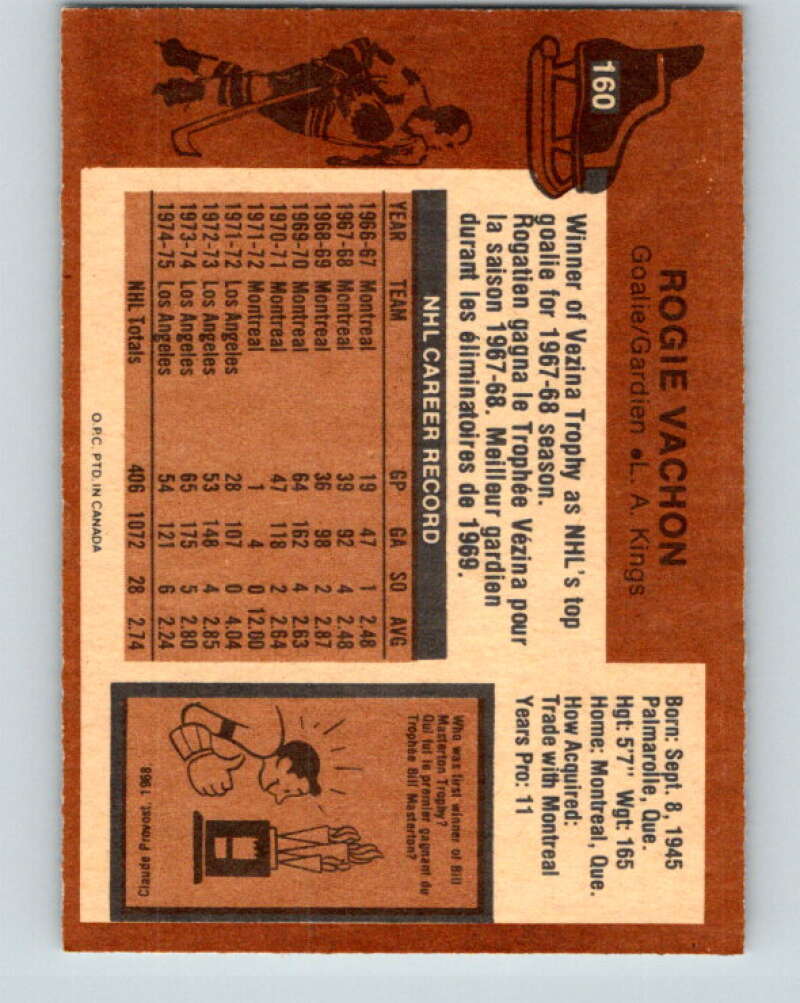 160
ROGIE VACHON
Goalie/Gardien • L. A. Kings
Winner of Vezina Trophy as NHL's top
goalie for 1967-68 season.
Rogatien gagna le Trophée Vézina pour
la saison 1967-68. Meilleur gardien
durant les éliminatoires de 1969.
Born: Sept. 8, 1945
Palmarolle, Que.
Hgt: 5'7" Wgt: 165
Home: Montreal, Que.
How Acquired:
Trade with Montreal
Years Pro: 11
NHL CAREER RECORD
YEAR TEAM GP GA SO AVG
1966-67 Montreal 19 47 1 2.48
1967-68 Montreal 39 92 4 2.48
1968-69 Montreal 36 98 2 2.87
1969-70 Montreal 64 162 4 2.63
1970-71 Montreal 47 118 2 2.64
1971-72 Montreal 1 4 0 12.00
1971-72 Los Angeles 28 107 0 4.04
1972-73 Los Angeles 53 148 4 2.85
1973-74 Los Angeles 65 175 5 2.80
1974-75 Los Angeles 54 121 6 2.24
NHL Totals 406 1072 28 2.74
Who was first winner of Bill
Masterton Trophy?
Qui fut le premier gagnant du
Trophée Bill Masterton?
Claude Provost, 1968
O.P.C. PTD. IN CANADA